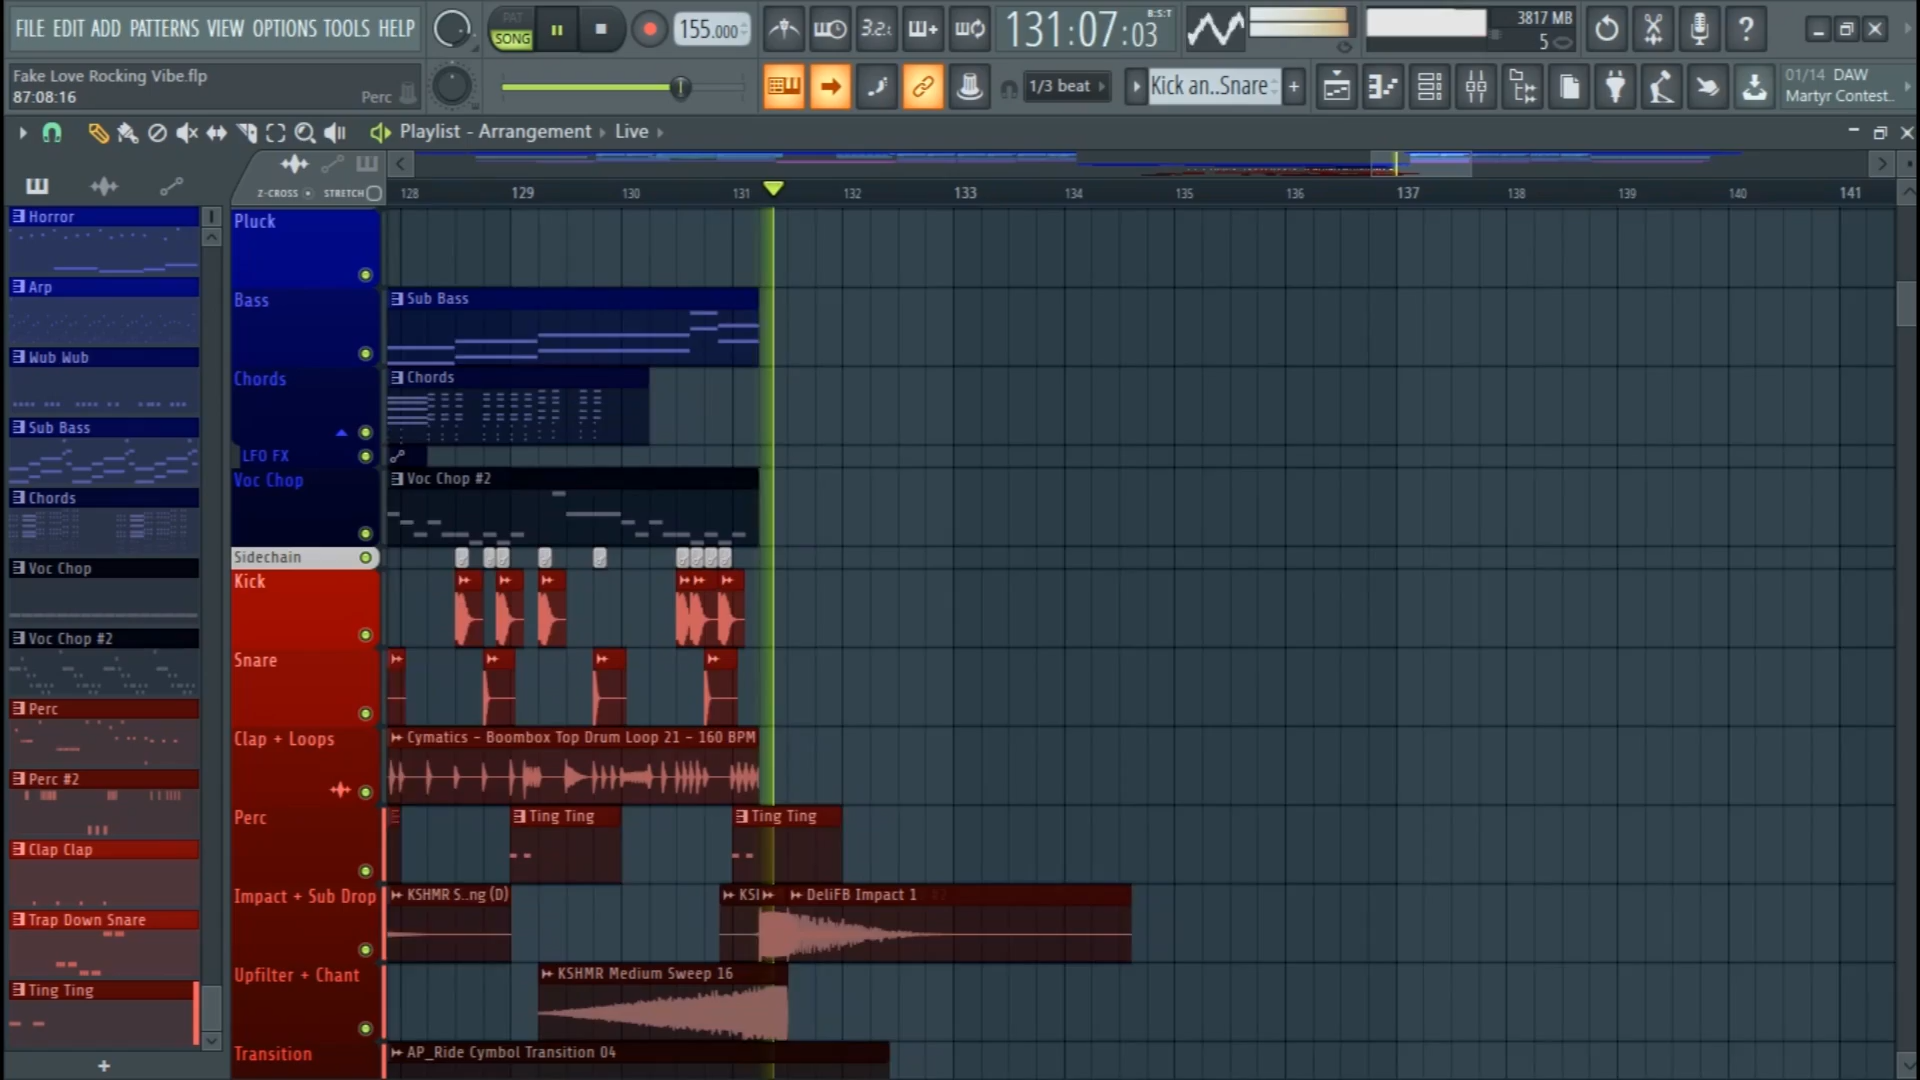 FILE EDIT ADD PATTERNS VIEW OPTIONS TOOLS HELP
PAT
SONG
155.000
3.2.
131:07:03
B:S:T
3817 MB
5
Fake Love Rocking Vibe.flp
87:08:16
Perc
1/3 beat
Kick an..Snare
01/14 DAW
Martyr Contest..
Playlist - Arrangement
Live
Z-CROSS
STRETCH
128 129 130 131 132 133 134 135 136 137 138 139 140 141
Horror
Arp
Wub Wub
Sub Bass
Chords
Voc Chop
Voc Chop #2
Perc
Perc #2
Clap Clap
Trap Down Snare
Ting Ting
Pluck
Bass
Sub Bass
Chords
Chords
LFO FX
Voc Chop
Voc Chop #2
Sidechain
Kick
Snare
Clap + Loops
Cymatics - Boombox Top Drum Loop 21 - 160 BPM
Perc
Ting Ting
Ting Ting
Impact + Sub Drop
KSHMR S..ng (D)
KSI
DeliFB Impact 1
Upfilter + Chant
KSHMR Medium Sweep 16
Transition
AP_Ride Cymbol Transition 04